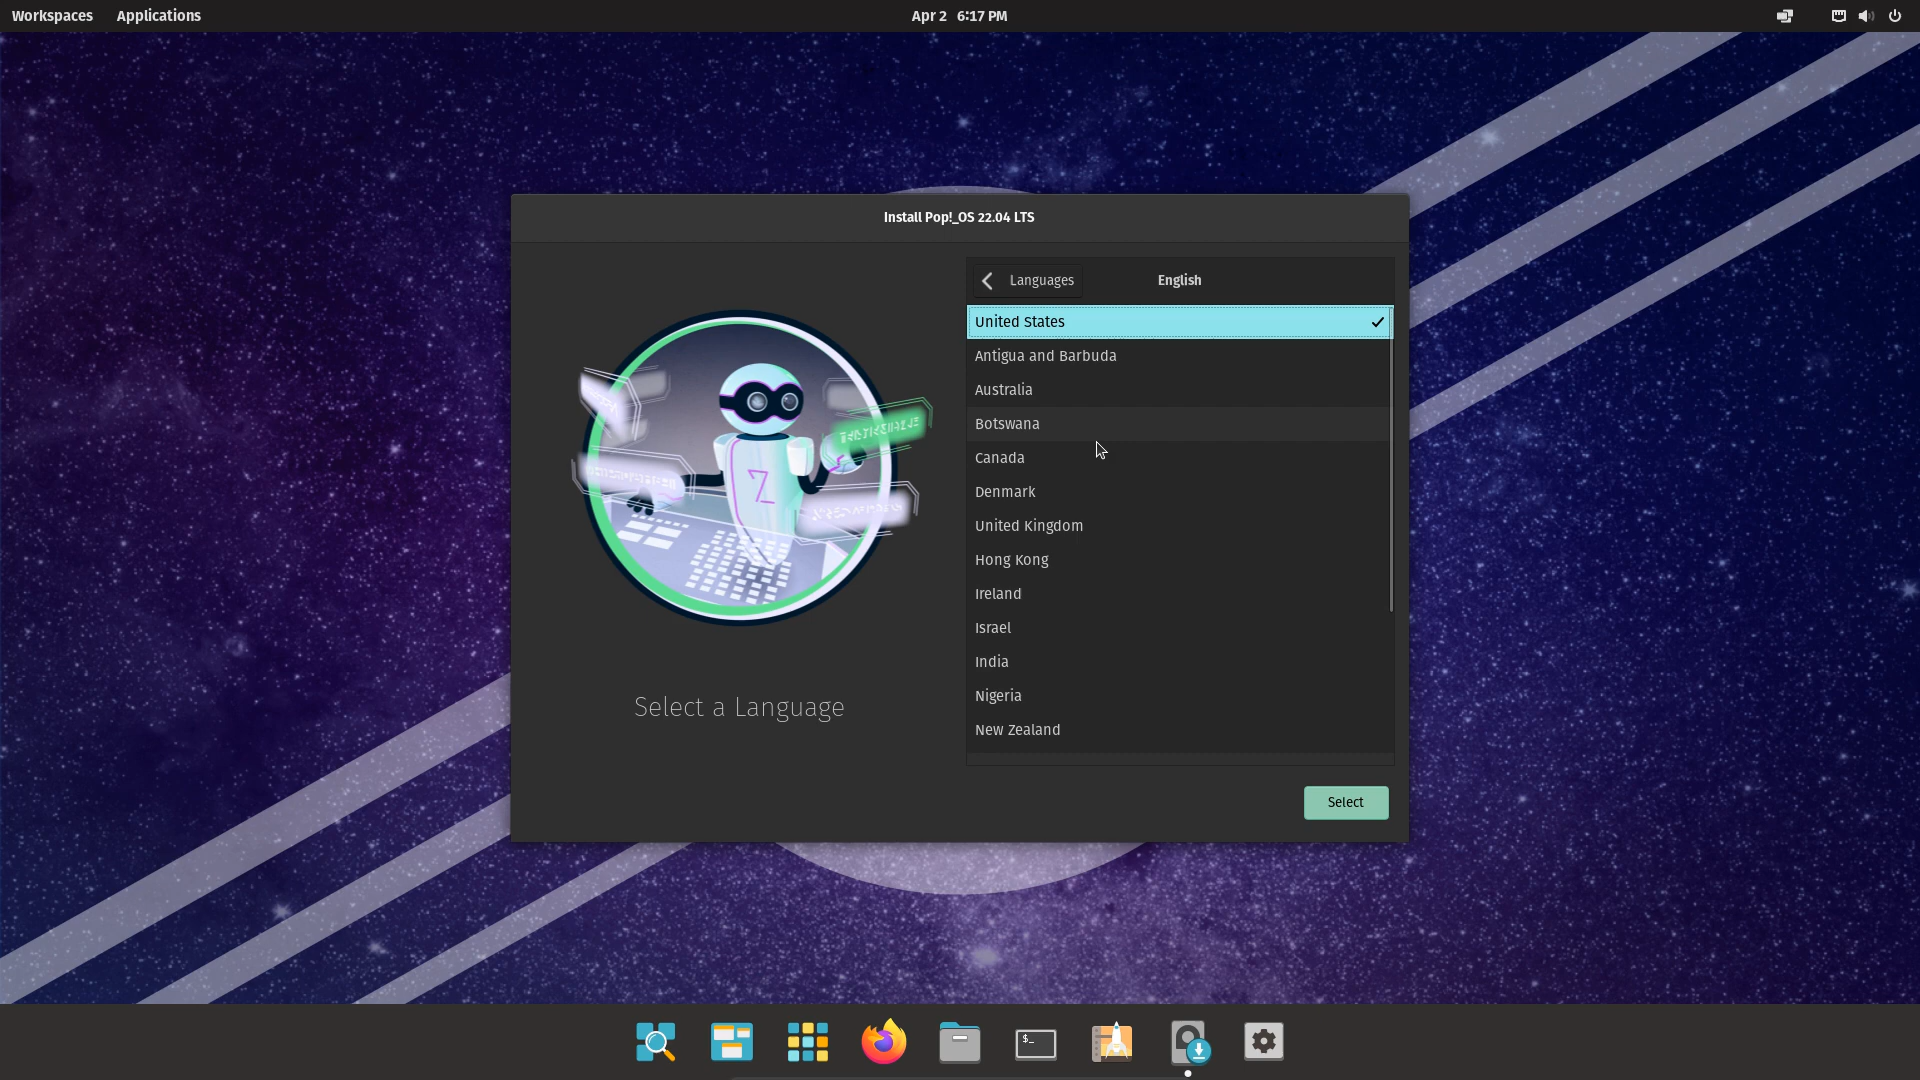 Workspaces Applications Apr 2 6:17 PM
Install Pop!_OS 22.04 LTS
Languages English
United States
Antigua and Barbuda
Australia
Botswana
Canada
Denmark
United Kingdom
Hong Kong
Ireland
Israel
India
Nigeria
New Zealand
Select a Language
Select
$_